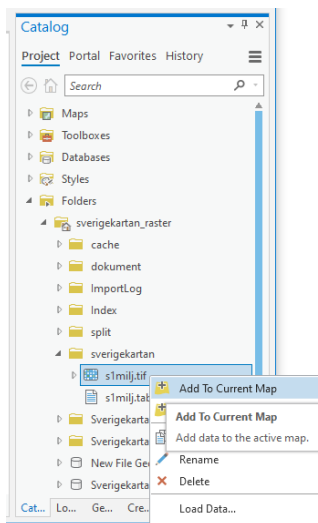 Catalog
Project Portal Favorites History
Search
Maps
Toolboxes
Databases
Styles
Folders
sverigekartan_raster
cache
dokument
ImportLog
Index
split
sverigekartan
s1milj.tif
Add To Current Map
s1milj.tab
Add To Current Map
Sverigekarta
Add data to the active map.
Sverigekarta
Rename
New File Geo
Delete
Sverigekarta
Load Data...
Cat... Lo... Ge... Cre...